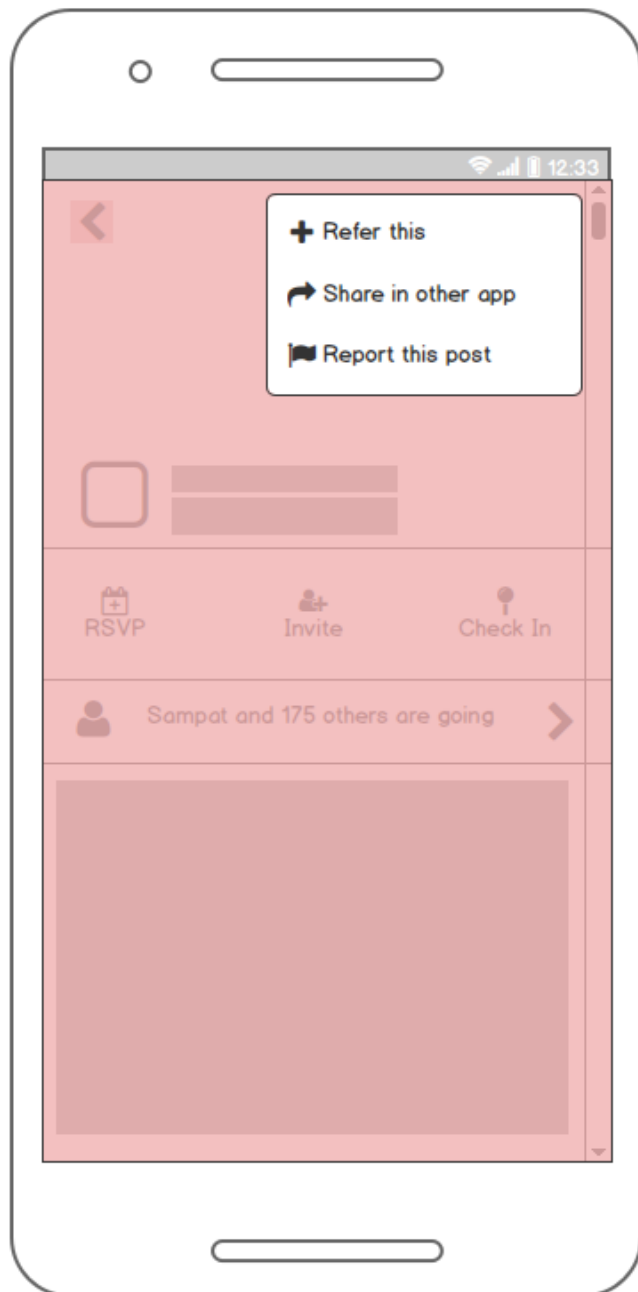 12:33
Refer this
Share in other app
Report this post
RSVP
Invite
Check In
Sampat and 175 others are going